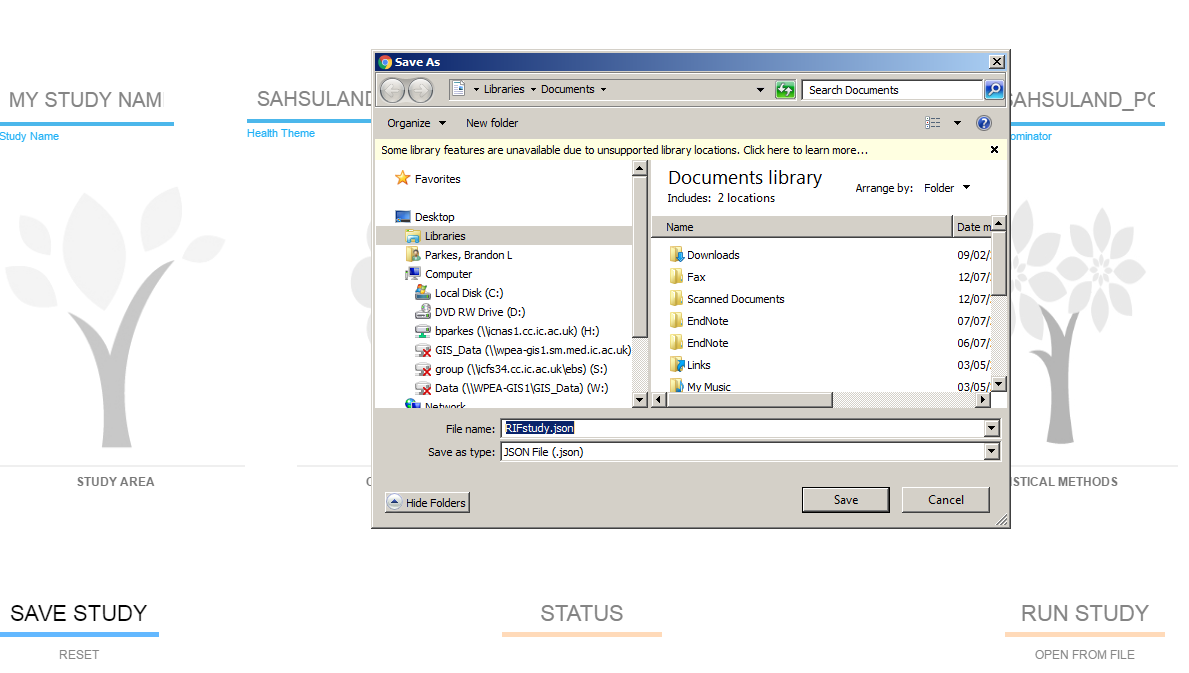 Save As
Libraries Documents
Search Documents
Organize New folder
Some library features are unavailable due to unsupported library locations. Click here to learn more...
MY STUDY NAM
Study Name
SAHSULAND
Health Theme
SAHSULAND_PO
ominator
Favorites
Desktop
Libraries
Parkes, Brandon L
Computer
Local Disk (C:)
DVD RW Drive (D:)
bparkes (\\icnas1.cc.ic.ac.uk) (H:)
GIS_Data (\\wpea-gis1.sm.med.ic.ac.uk)
group (\\icfs34.cc.ic.ac.uk\ebs) (S:)
Data (\\WPEA-GIS1\GIS_Data) (W:)
Network
Documents library
Includes: 2 locations
Arrange by: Folder
Name Date m
Downloads 09/02/
Fax 12/07/
Scanned Documents 12/07/
EndNote 07/07/
EndNote 06/07/
Links 03/05/
My Music 03/05/
File name: RIFstudy.json
Save as type: JSON File (.json)
Hide Folders
Save
Cancel
STUDY AREA
ISTICAL METHODS
SAVE STUDY
RESET
STATUS
RUN STUDY
OPEN FROM FILE